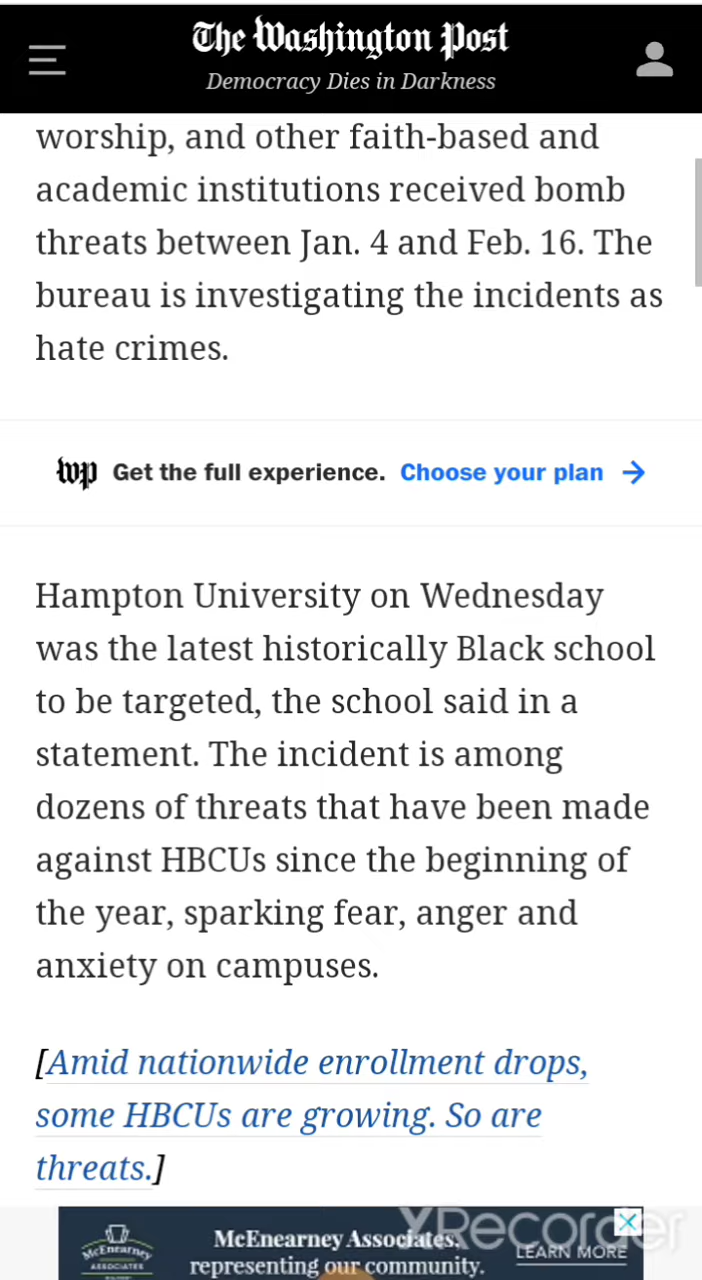 The Washington Post
Democracy Dies in Darkness
worship, and other faith-based and
academic institutions received bomb
threats between Jan. 4 and Feb. 16. The
bureau is investigating the incidents as
hate crimes.
wp Get the full experience. Choose your plan →
Hampton University on Wednesday
was the latest historically Black school
to be targeted, the school said in a
statement. The incident is among
dozens of threats that have been made
against HBCUs since the beginning of
the year, sparking fear, anger and
anxiety on campuses.
[Amid nationwide enrollment drops,
some HBCUs are growing. So are
threats.]
XRecorder
McEnearney
ASSOCIATES
McEnearney Associates,
representing our community.
LEARN MORE